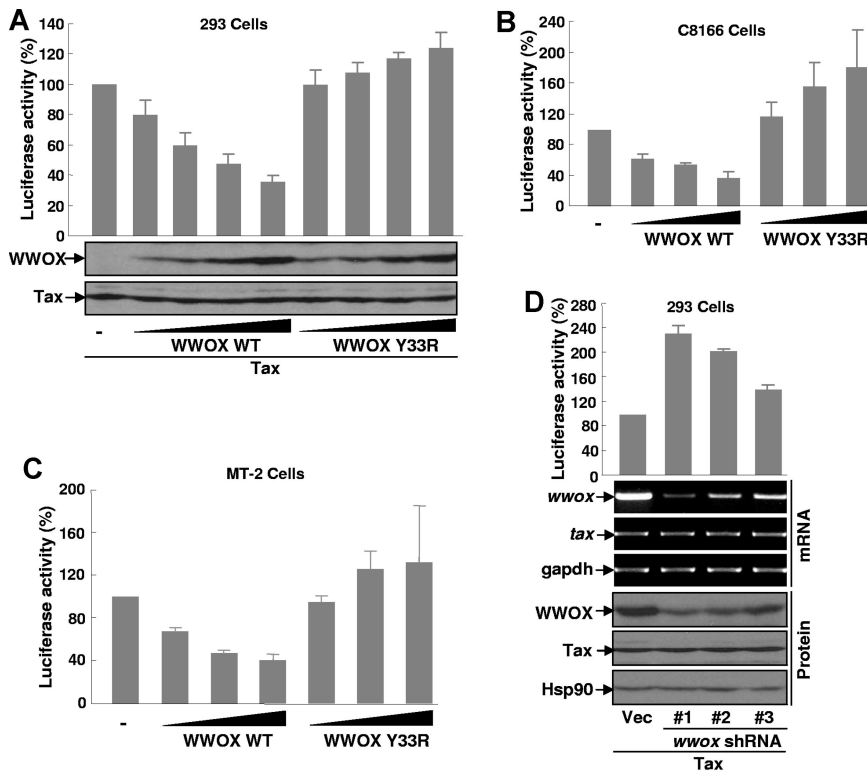 A
293 Cells
Luciferase activity (%)
140
120
100
80
60
40
20
0
WWOX
Tax
-
WWOX WT
WWOX Y33R
Tax
B
C8166 Cells
Luciferase activity (%)
240
200
160
120
80
40
0
-
WWOX WT
WWOX Y33R
C
MT-2 Cells
Luciferase activity (%)
200
160
120
80
40
0
-
WWOX WT
WWOX Y33R
D
293 Cells
Luciferase activity (%)
280
240
200
160
120
80
40
0
wwox
tax
gapdh
mRNA
WWOX
Tax
Hsp90
Protein
Vec #1 #2 #3
wwox shRNA
Tax